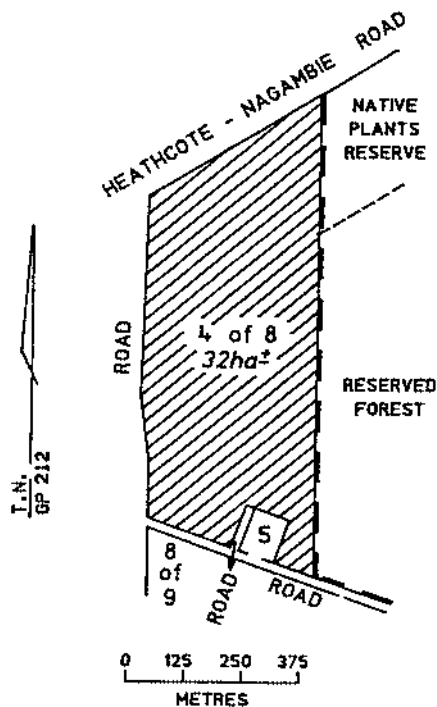 HEATHCOTE - NAGAMBIE ROAD
NATIVE
PLANTS
RESERVE
ROAD
4 of 8
32ha±
RESERVED
FOREST
T.N.
GP 212
8
of
9
5
ROAD
ROAD
0 125 250 375
METRES